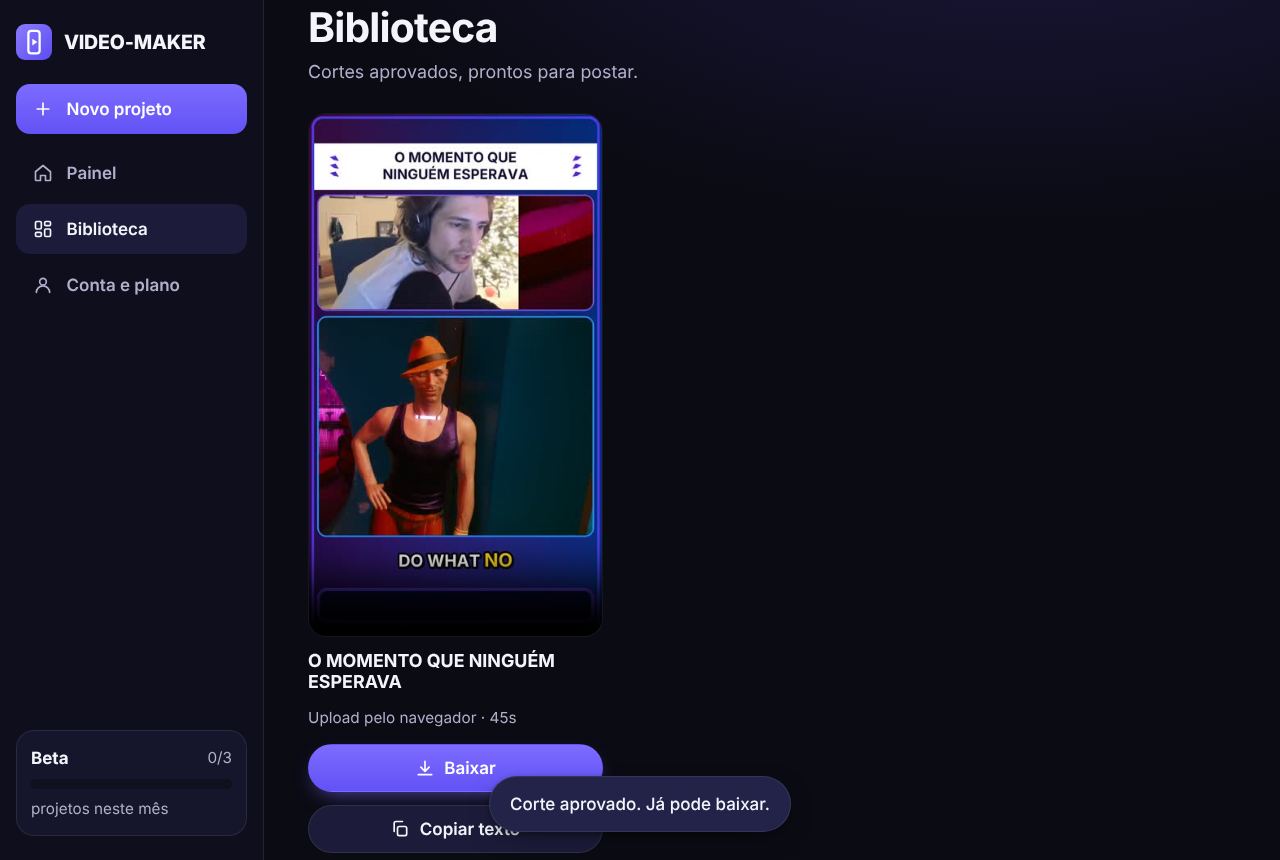 VIDEO-MAKER
Novo projeto
Painel
Biblioteca
Conta e plano
Beta
0/3
projetos neste mês
Biblioteca
Cortes aprovados, prontos para postar.
O MOMENTO QUE
NINGUÉM ESPERAVA
DO WHAT NO
O MOMENTO QUE NINGUÉM
ESPERAVA
Upload pelo navegador · 45s
Baixar
Copiar texto
Corte aprovado. Já pode baixar.